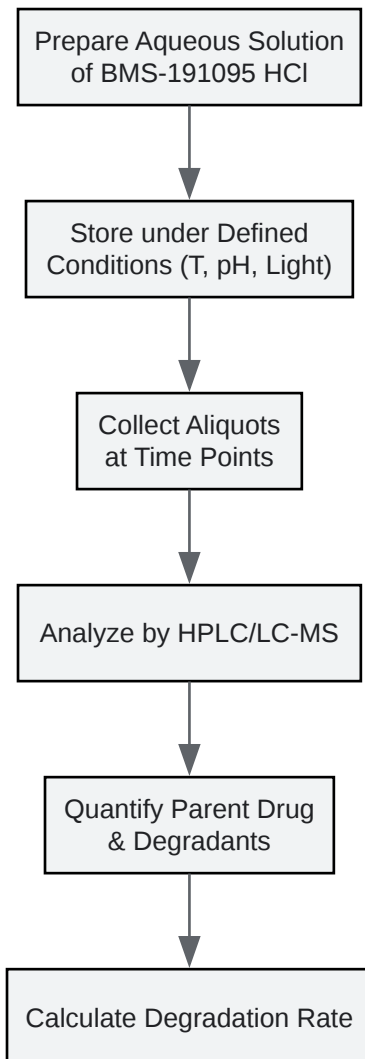 Prepare Aqueous Solution
of BMS-191095 HCl
Store under Defined
Conditions (T, pH, Light)
Collect Aliquots
at Time Points
Analyze by HPLC/LC-MS
Quantify Parent Drug
& Degradants
Calculate Degradation Rate